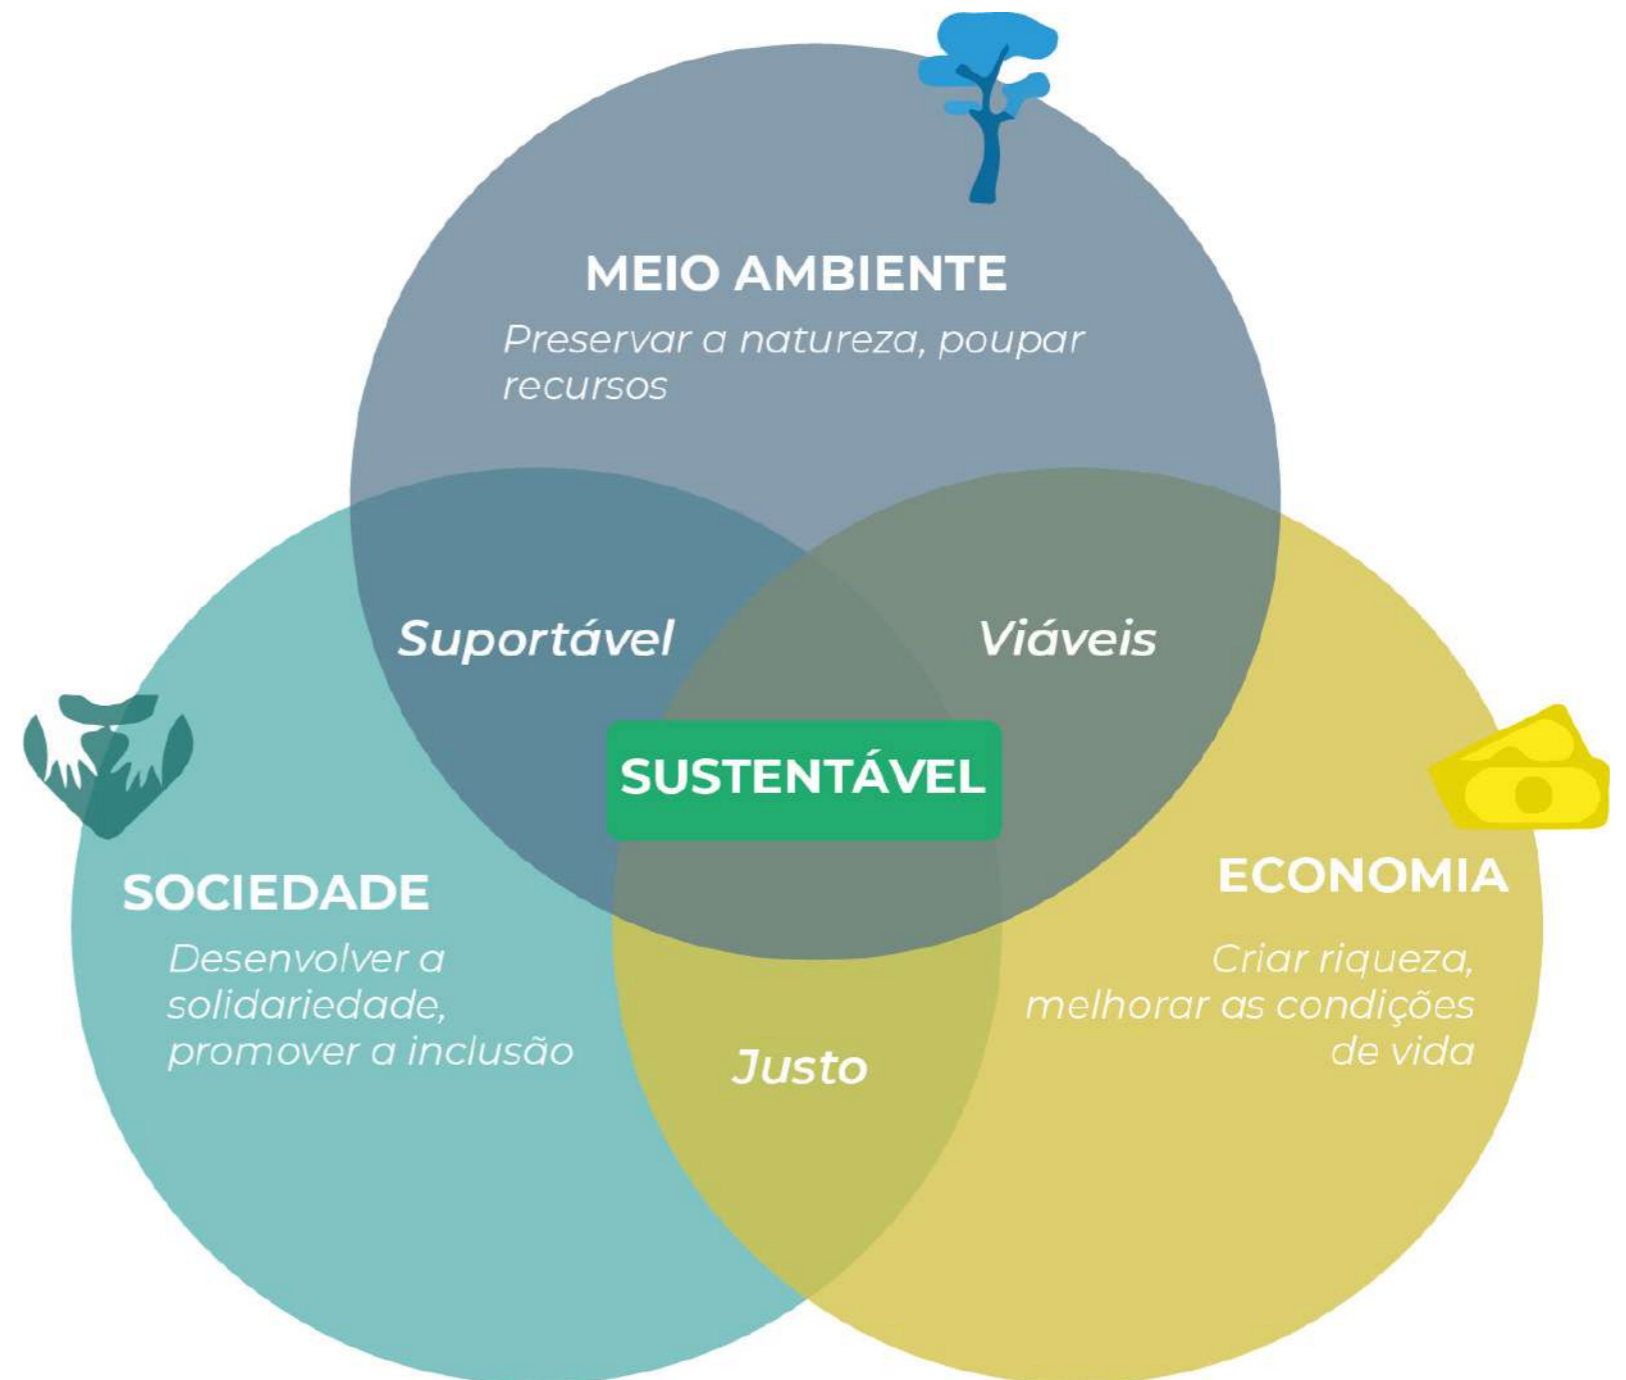 MEIO AMBIENTE
Preservar a natureza, poupar
recursos
Suportável
Viáveis
SUSTENTÁVEL
SOCIEDADE
Desenvolver a
solidariedade,
promover a inclusão
ECONOMIA
Criar riqueza,
melhorar as condições
de vida
Justo